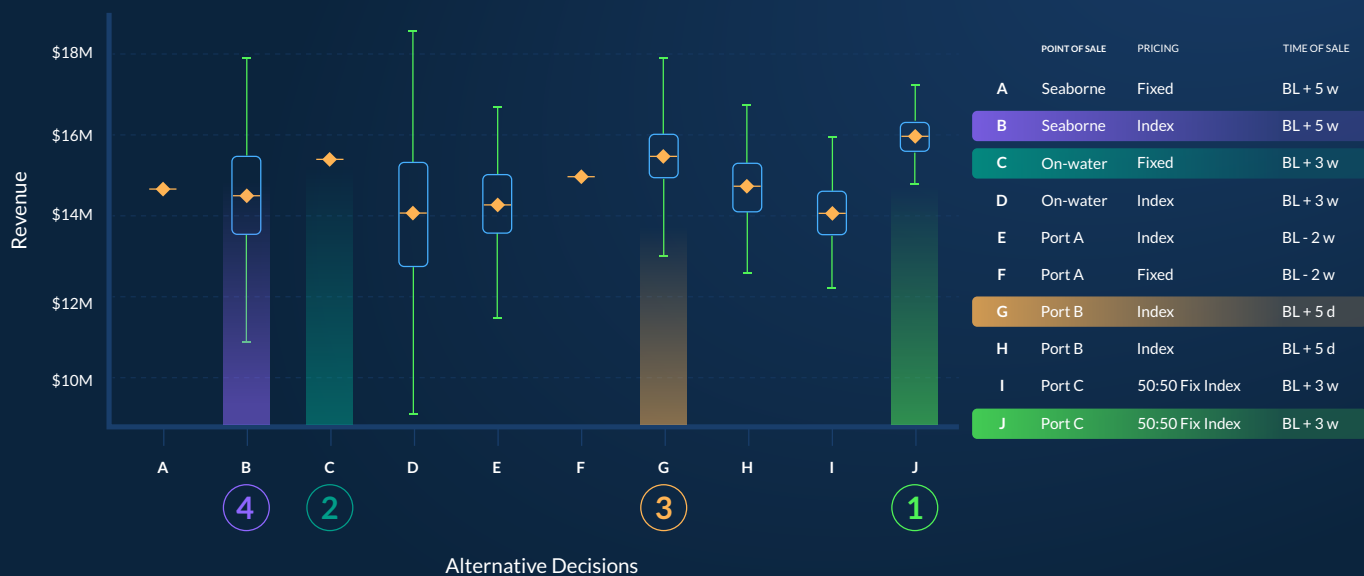 Revenue
$18M
$16M
$14M
$12M
$10M
A B C D E F G H I J
4 2 3 1
Alternative Decisions
POINT OF SALE PRICING TIME OF SALE
A Seaborne Fixed BL + 5 w
B Seaborne Index BL + 5 w
C On-water Fixed BL + 3 w
D On-water Index BL + 3 w
E Port A Index BL - 2 w
F Port A Fixed BL - 2 w
G Port B Index BL + 5 d
H Port B Index BL + 5 d
I Port C 50:50 Fix Index BL + 3 w
J Port C 50:50 Fix Index BL + 3 w